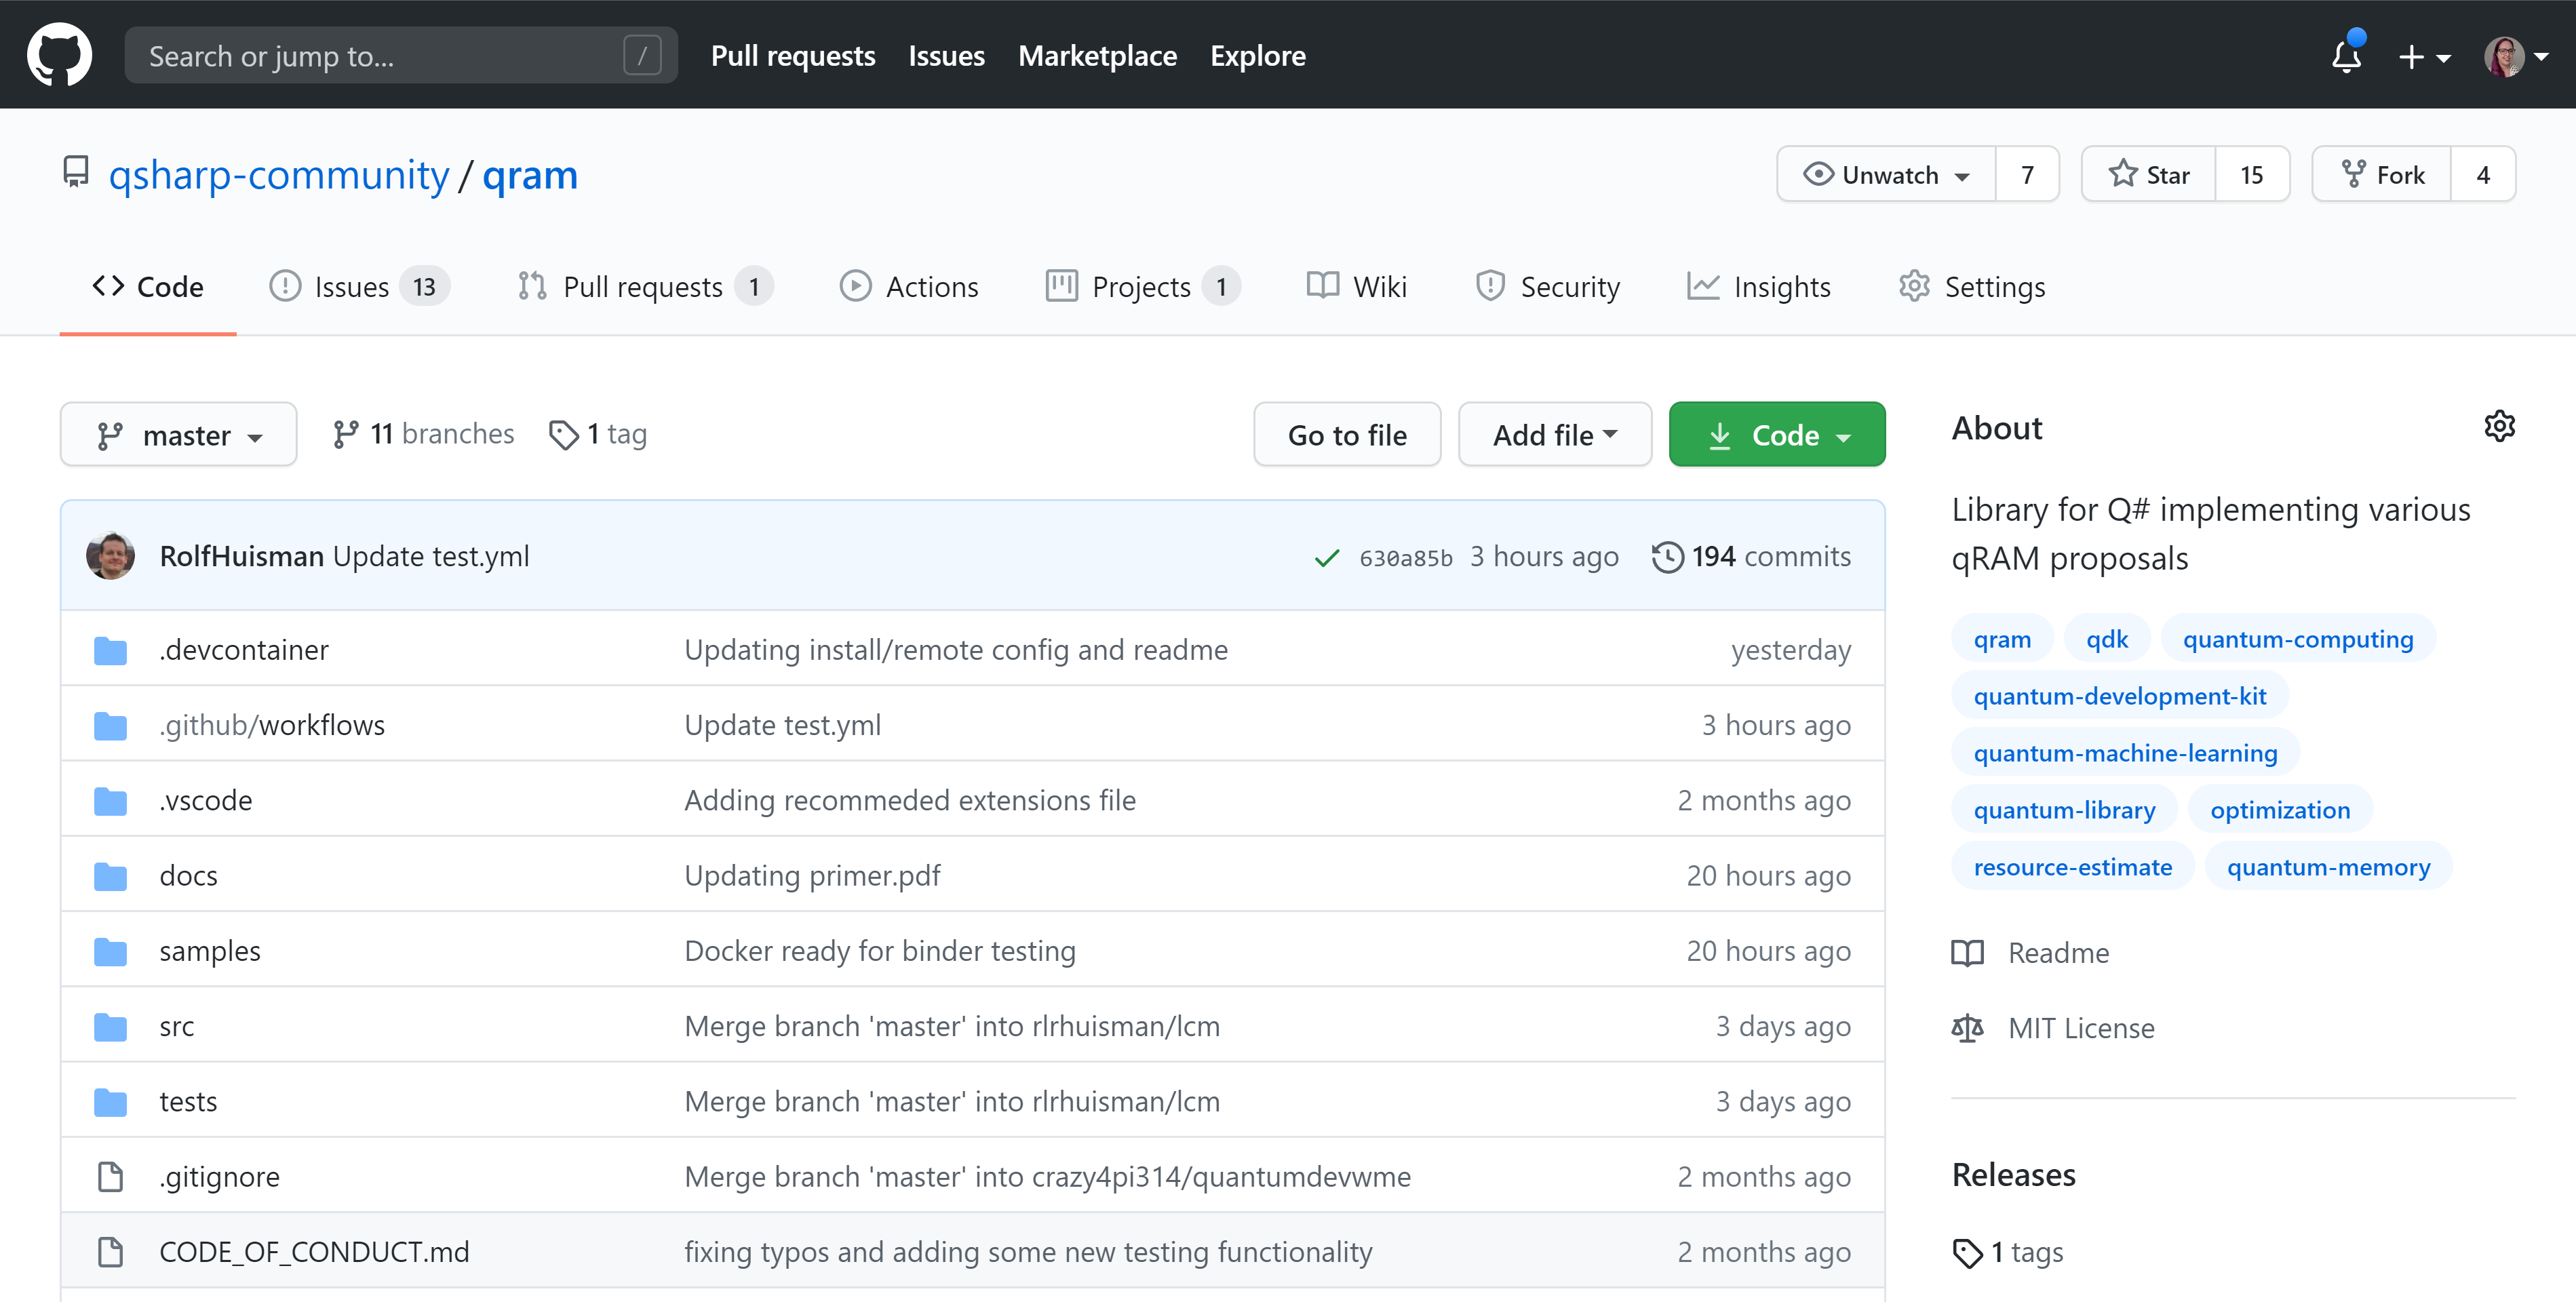 Search or jump to... /
Pull requests Issues Marketplace Explore
qsharp-community / qram
Unwatch 7 Star 15 Fork 4
Code Issues 13 Pull requests 1 Actions Projects 1 Wiki Security Insights Settings
master 11 branches 1 tag Go to file Add file Code
RolfHuisman Update test.yml 630a85b 3 hours ago 194 commits
.devcontainer Updating install/remote config and readme yesterday
.github/workflows Update test.yml 3 hours ago
.vscode Adding recommeded extensions file 2 months ago
docs Updating primer.pdf 20 hours ago
samples Docker ready for binder testing 20 hours ago
src Merge branch 'master' into rlrhuisman/lcm 3 days ago
tests Merge branch 'master' into rlrhuisman/lcm 3 days ago
.gitignore Merge branch 'master' into crazy4pi314/quantumdevwme 2 months ago
CODE_OF_CONDUCT.md fixing typos and adding some new testing functionality 2 months ago
About
Library for Q# implementing various
qRAM proposals
qram qdk quantum-computing
quantum-development-kit
quantum-machine-learning
quantum-library optimization
resource-estimate quantum-memory
Readme
MIT License
Releases
1 tags